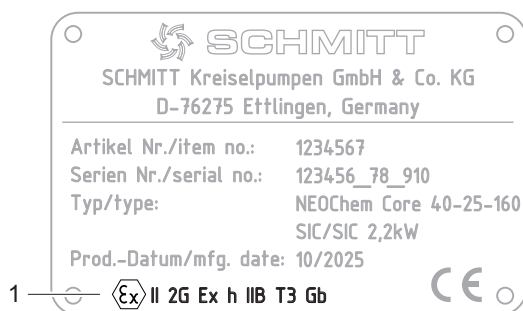 SCHMITT
SCHMITT Kreiselpumpen GmbH & Co. KG
D-76275 Ettlingen, Germany
Artikel Nr./item no.: 1234567
Serien Nr./serial no.: 123456_78_910
Typ/type: NEOChem Core 40-25-160
SIC/SIC 2,2kW
Prod.-Datum/mfg. date: 10/2025
1 Ex II 2G Ex h IIB T3 Gb CE